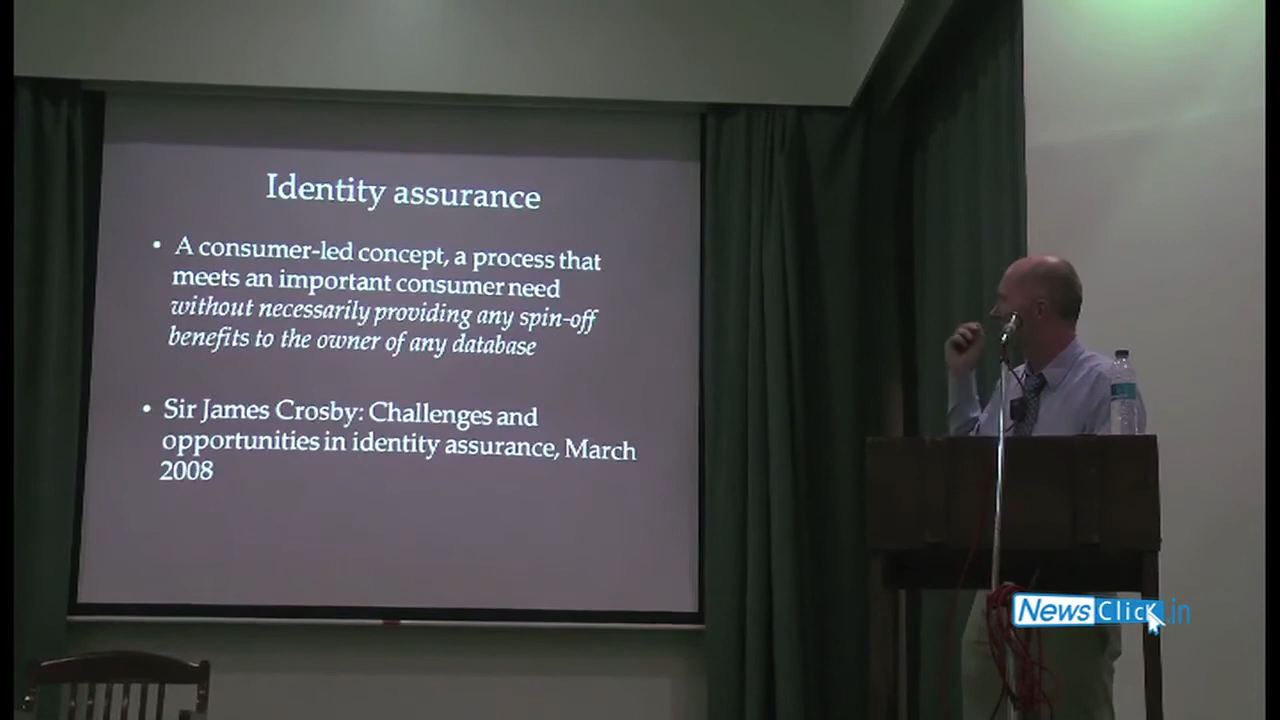 Identity assurance
• A consumer-led concept, a process that
meets an important consumer need
without necessarily providing any spin-off
benefits to the owner of any database
• Sir James Crosby: Challenges and
opportunities in identity assurance, March
2008
NewsClick.in